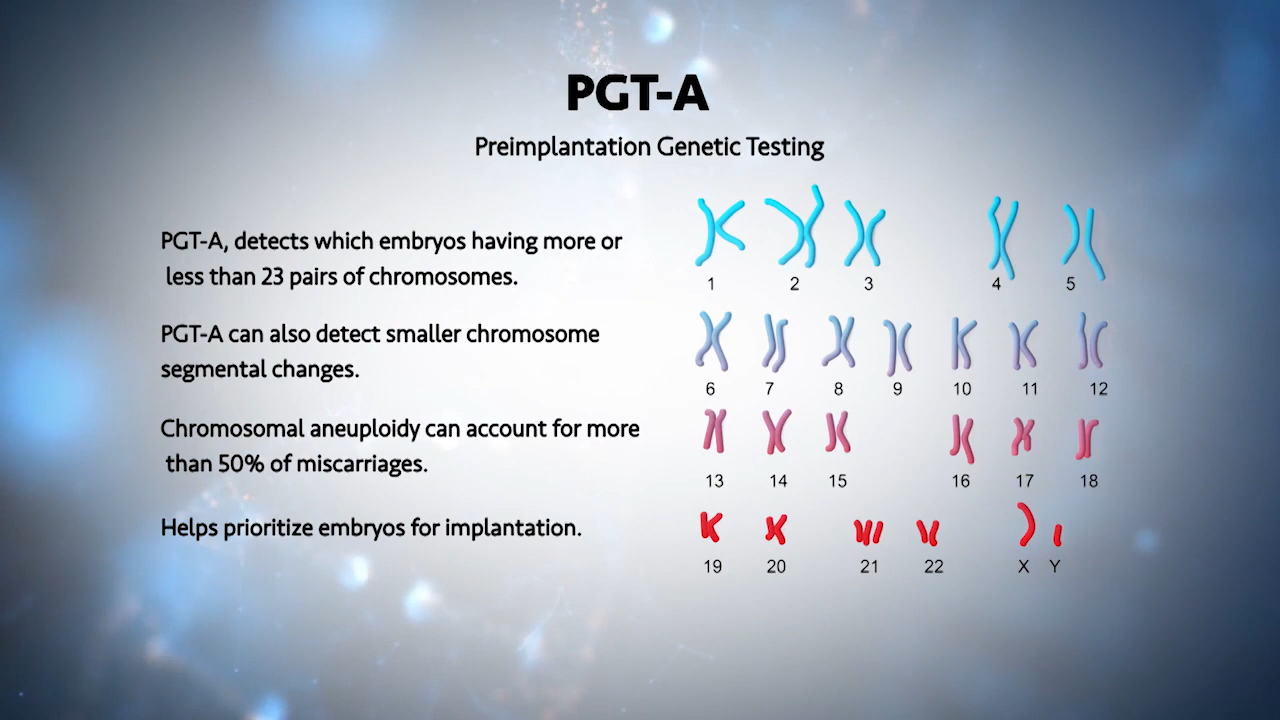 PGT-A
Preimplantation Genetic Testing
PGT-A, detects which embryos having more or
less than 23 pairs of chromosomes.
PGT-A can also detect smaller chromosome
segmental changes.
Chromosomal aneuploidy can account for more
than 50% of miscarriages.
Helps prioritize embryos for implantation.
1 2 3 4 5
6 7 8 9 10 11 12
13 14 15 16 17 18
19 20 21 22 X Y